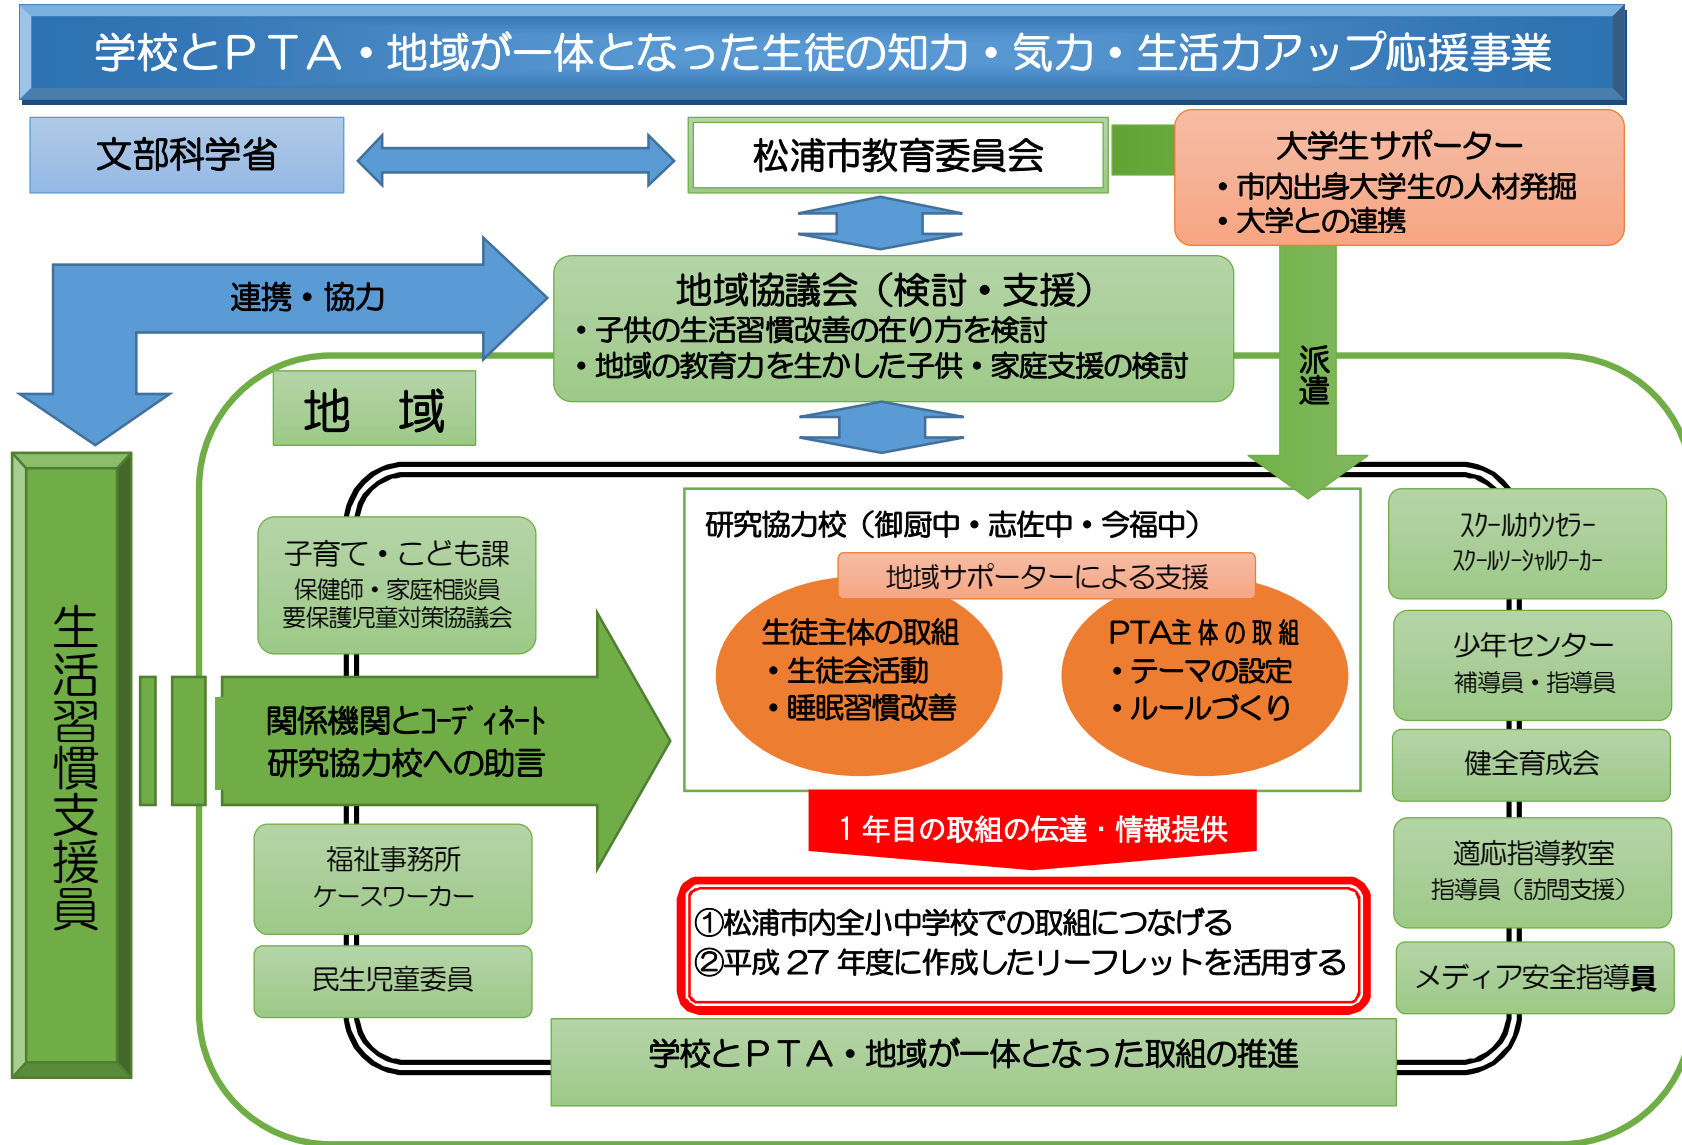 学校とＰＴＡ・地域が一体となった生徒の知力・気力・生活力アップ応援事業
文部科学省
松浦市教育委員会
大学生サポーター
・市内出身大学生の人材発掘
・大学との連携
連携・協力
地域協議会（検討・支援）
・子供の生活習慣改善の在り方を検討
・地域の教育力を生かした子供・家庭支援の検討
派遣
地　域
生活習慣支援員
子育て・こども課
保健師・家庭相談員
要保護児童対策協議会
関係機関とｺｰﾃﾞｨﾈｰﾄ
研究協力校への助言
福祉事務所
ケースワーカー
民生児童委員
研究協力校（御厨中・志佐中・今福中）
地域サポーターによる支援
生徒主体の取組
・生徒会活動
・睡眠習慣改善
PTA主体の取組
・テーマの設定
・ルールづくり
１年目の取組の伝達・情報提供
①松浦市内全小中学校での取組につなげる
②平成 27 年度に作成したリーフレットを活用する
ｽｸｰﾙｶｳﾝｾﾗｰ
ｽｸｰﾙｿｰｼｬﾙﾜｰｶｰ
少年センター
補導員・指導員
健全育成会
適応指導教室
指導員（訪問支援）
メディア安全指導員
学校とＰＴＡ・地域が一体となった取組の推進